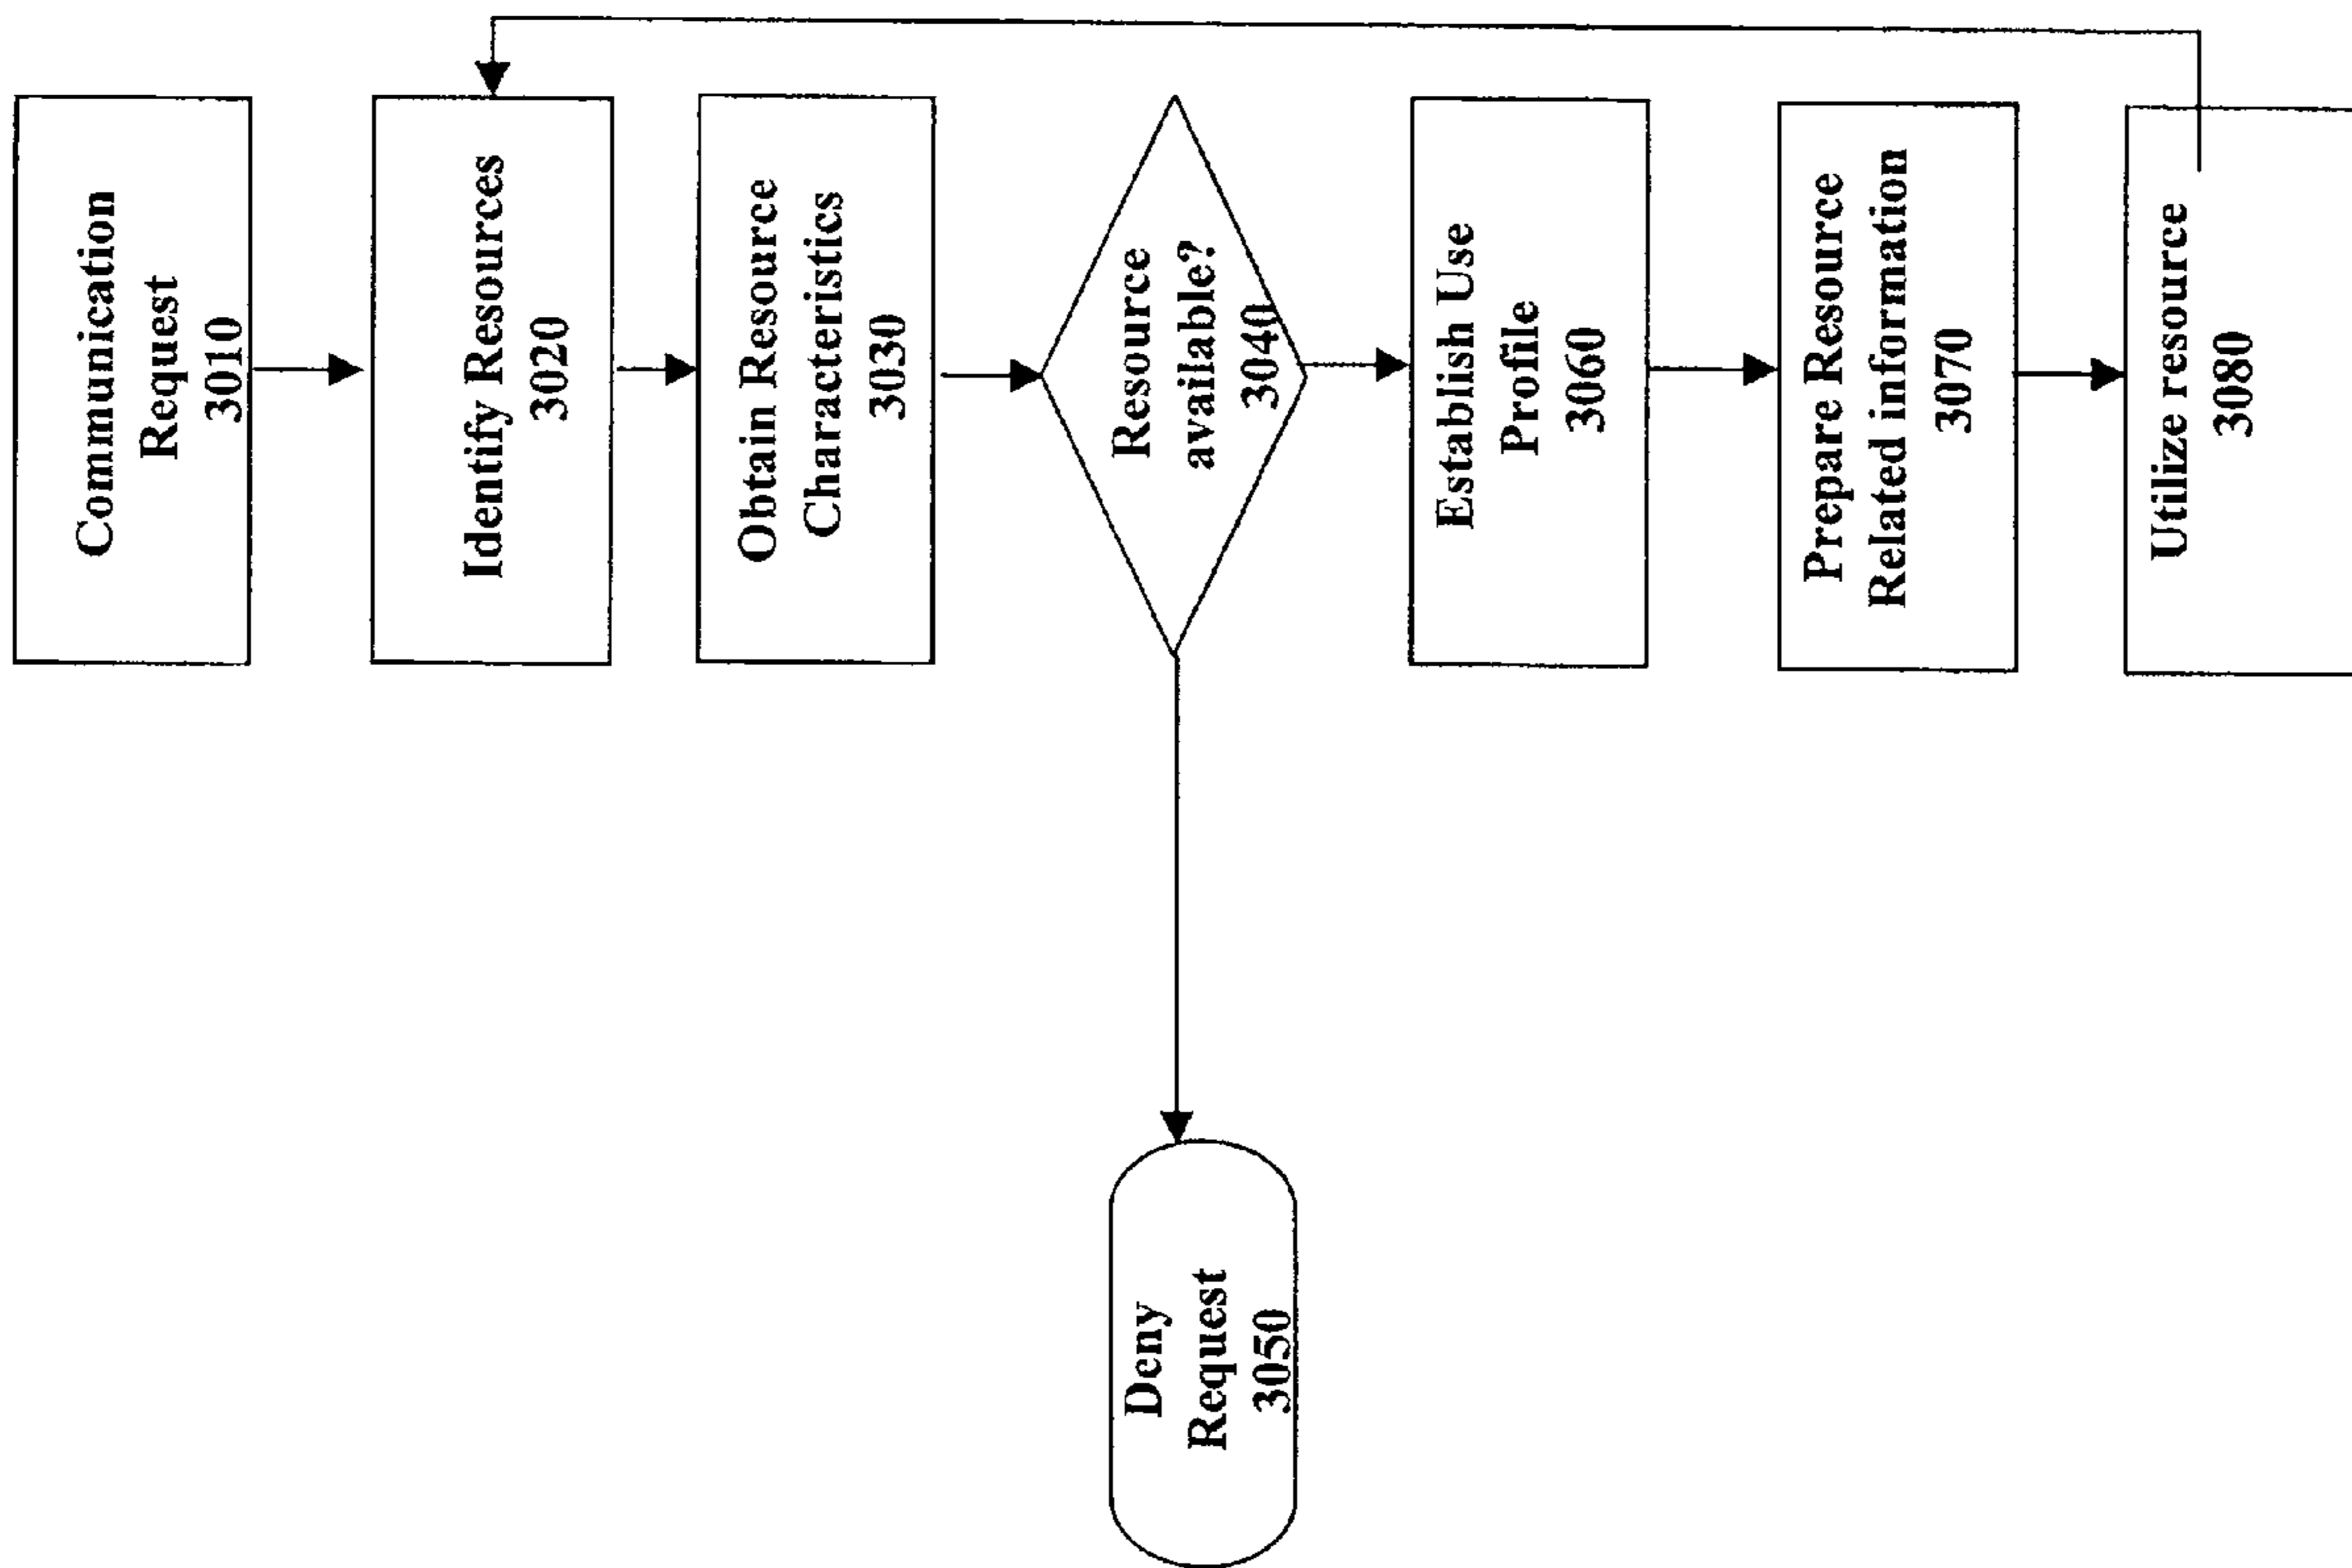 Communication
Request
3010
Identify Resources
3020
Obtain Resource
Characteristics
3030
Resource
available?
3040
Deny
Request
3050
Establish Use
Profile
3060
Prepare Resource
Related information
3070
Utilize resource
3080